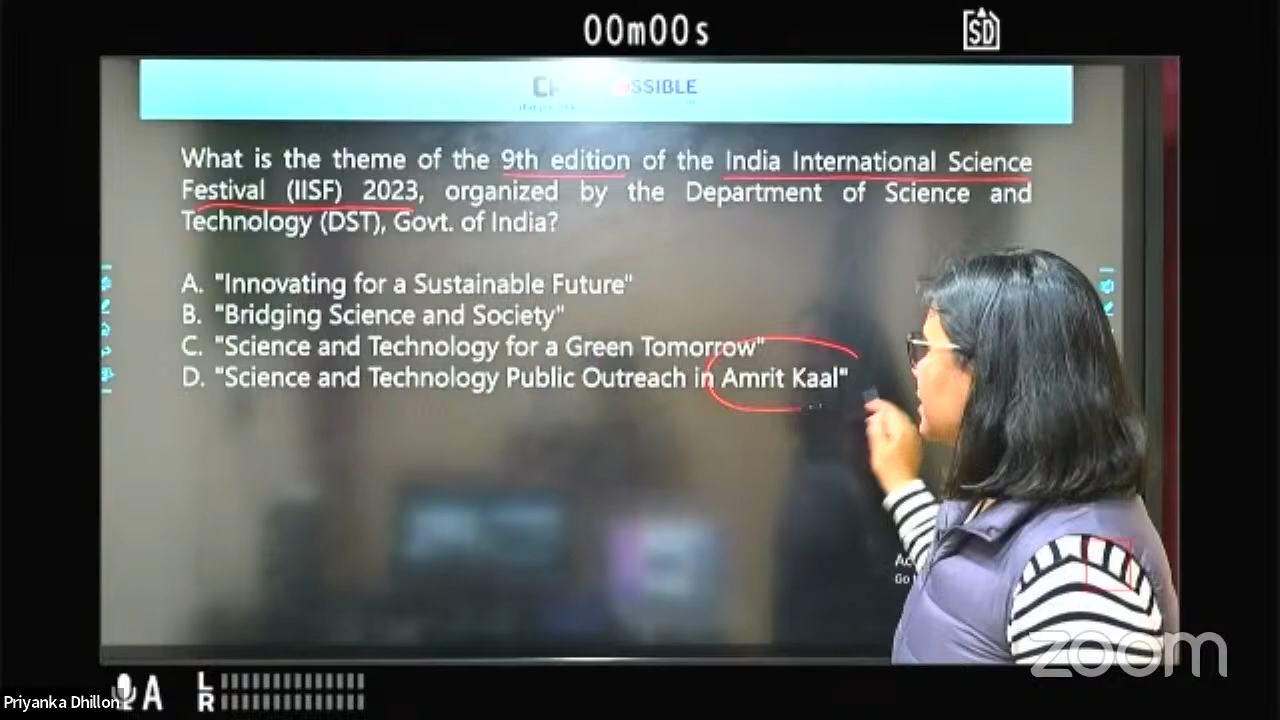 00m00s
SD
SSIBLE
What is the theme of the 9th edition of the India International Science
Festival (IISF) 2023, organized by the Department of Science and
Technology (DST), Govt. of India?
A. "Innovating for a Sustainable Future"
B. "Bridging Science and Society"
C. "Science and Technology for a Green Tomorrow"
D. "Science and Technology Public Outreach in Amrit Kaal"
zoom
A
L
R
Priyanka Dhillon